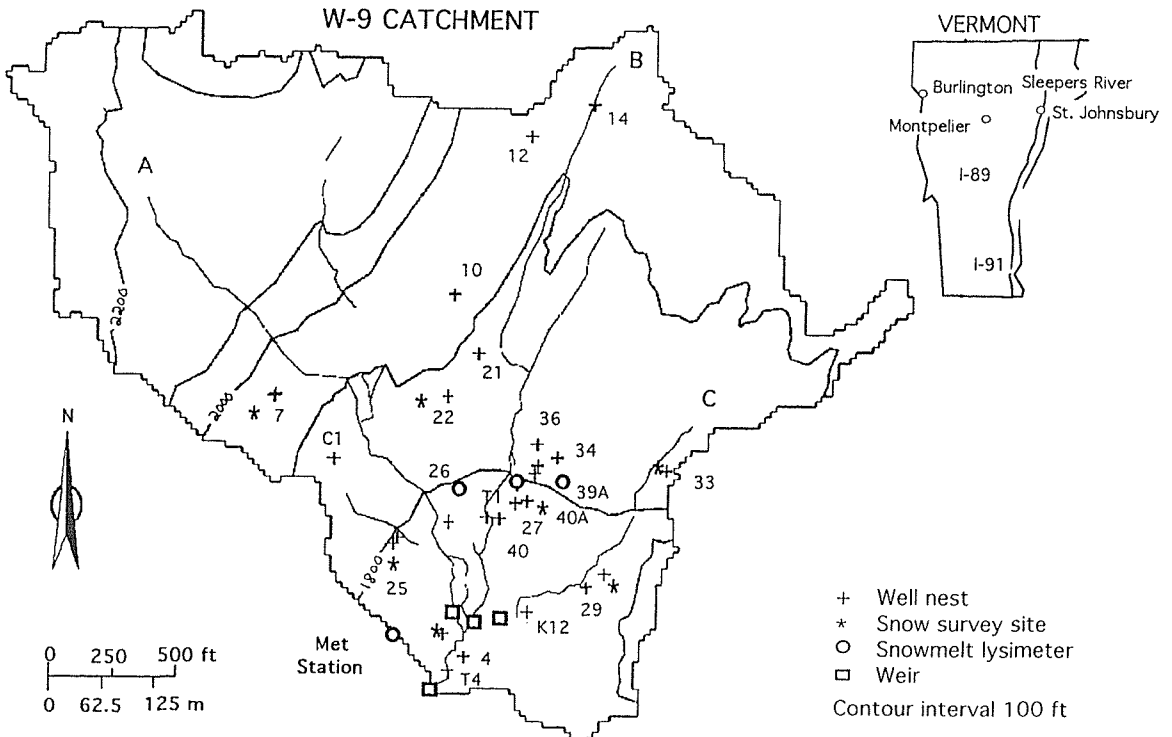 W-9 CATCHMENT
VERMONT
B
Burlington
Sleepers River
Montpelier
St. Johnsbury
14
12
A
I-89
I-91
10
2200
21
7
2000
22
C
36
N
C1
34
26
33
T1
39A
27
40A
40
1800
25
29
K12
Met
Station
4
T4
0 250 500 ft
0 62.5 125 m
+ Well nest
* Snow survey site
Snowmelt lysimeter
Weir
Contour interval 100 ft